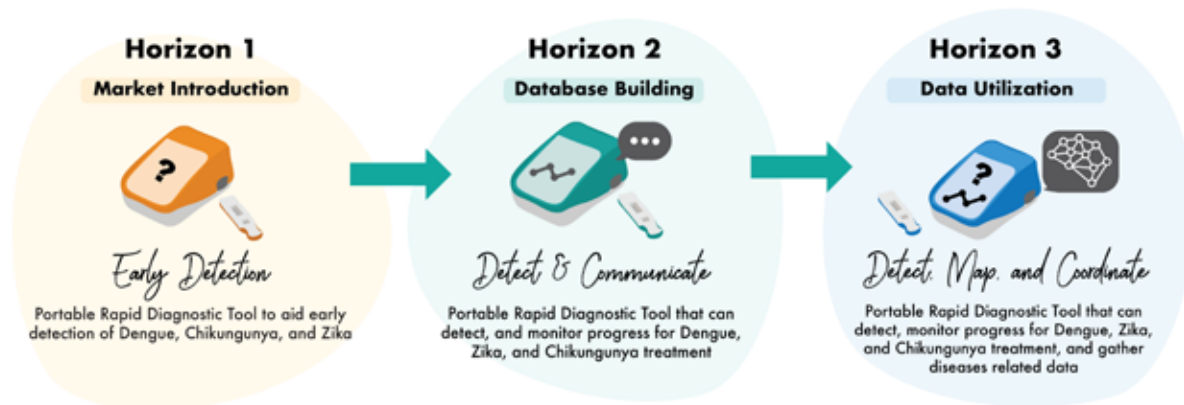 Horizon 1
Market Introduction
?
Early Detection
Portable Rapid Diagnostic Tool to aid early
detection of Dengue, Chikungunya, and Zika
Horizon 2
Database Building
Detect & Communicate
Portable Rapid Diagnostic Tool that can
detect, and monitor progress for Dengue,
Zika, and Chikungunya treatment
Horizon 3
Data Utilization
?
Detect, Map, and Coordinate
Portable Rapid Diagnostic Tool that can
detect, monitor progress for Dengue, Zika,
and Chikungunya treatment, and gather
diseases related data